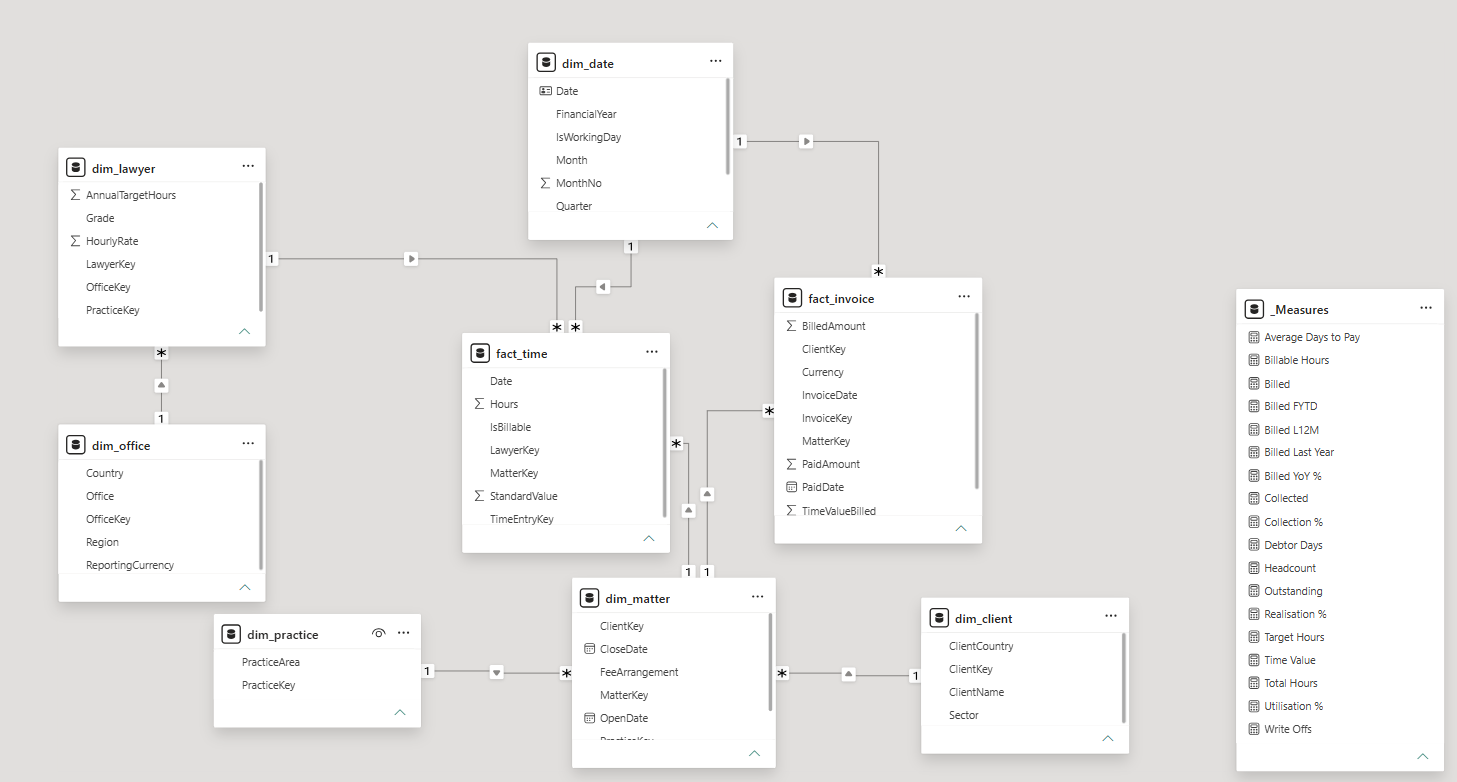 dim_date
Date
FinancialYear
IsWorkingDay
Month
MonthNo
Quarter
1
1
dim_lawyer
AnnualTargetHours
Grade
HourlyRate
LawyerKey
OfficeKey
PracticeKey
1
*
1
dim_office
Country
Office
OfficeKey
Region
ReportingCurrency
*
*
fact_time
Date
Hours
IsBillable
LawyerKey
MatterKey
StandardValue
TimeEntryKey
*
1
*
*
fact_invoice
BilledAmount
ClientKey
Currency
InvoiceDate
InvoiceKey
MatterKey
PaidAmount
PaidDate
TimeValueBilled
1
dim_practice
PracticeArea
PracticeKey
1
*
dim_matter
ClientKey
CloseDate
FeeArrangement
MatterKey
OpenDate
PracticeKey
*
1
dim_client
ClientCountry
ClientKey
ClientName
Sector
_Measures
Average Days to Pay
Billable Hours
Billed
Billed FYTD
Billed L12M
Billed Last Year
Billed YoY %
Collected
Collection %
Debtor Days
Headcount
Outstanding
Realisation %
Target Hours
Time Value
Total Hours
Utilisation %
Write Offs